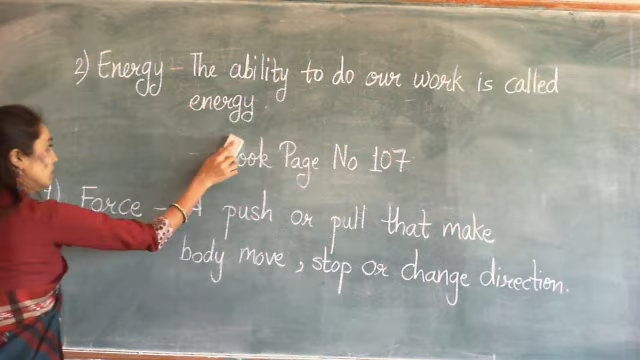 2) Energy - The ability to do our work is called
energy.
Page No 107
1) Force - A push or pull that make
body move, stop or change direction.